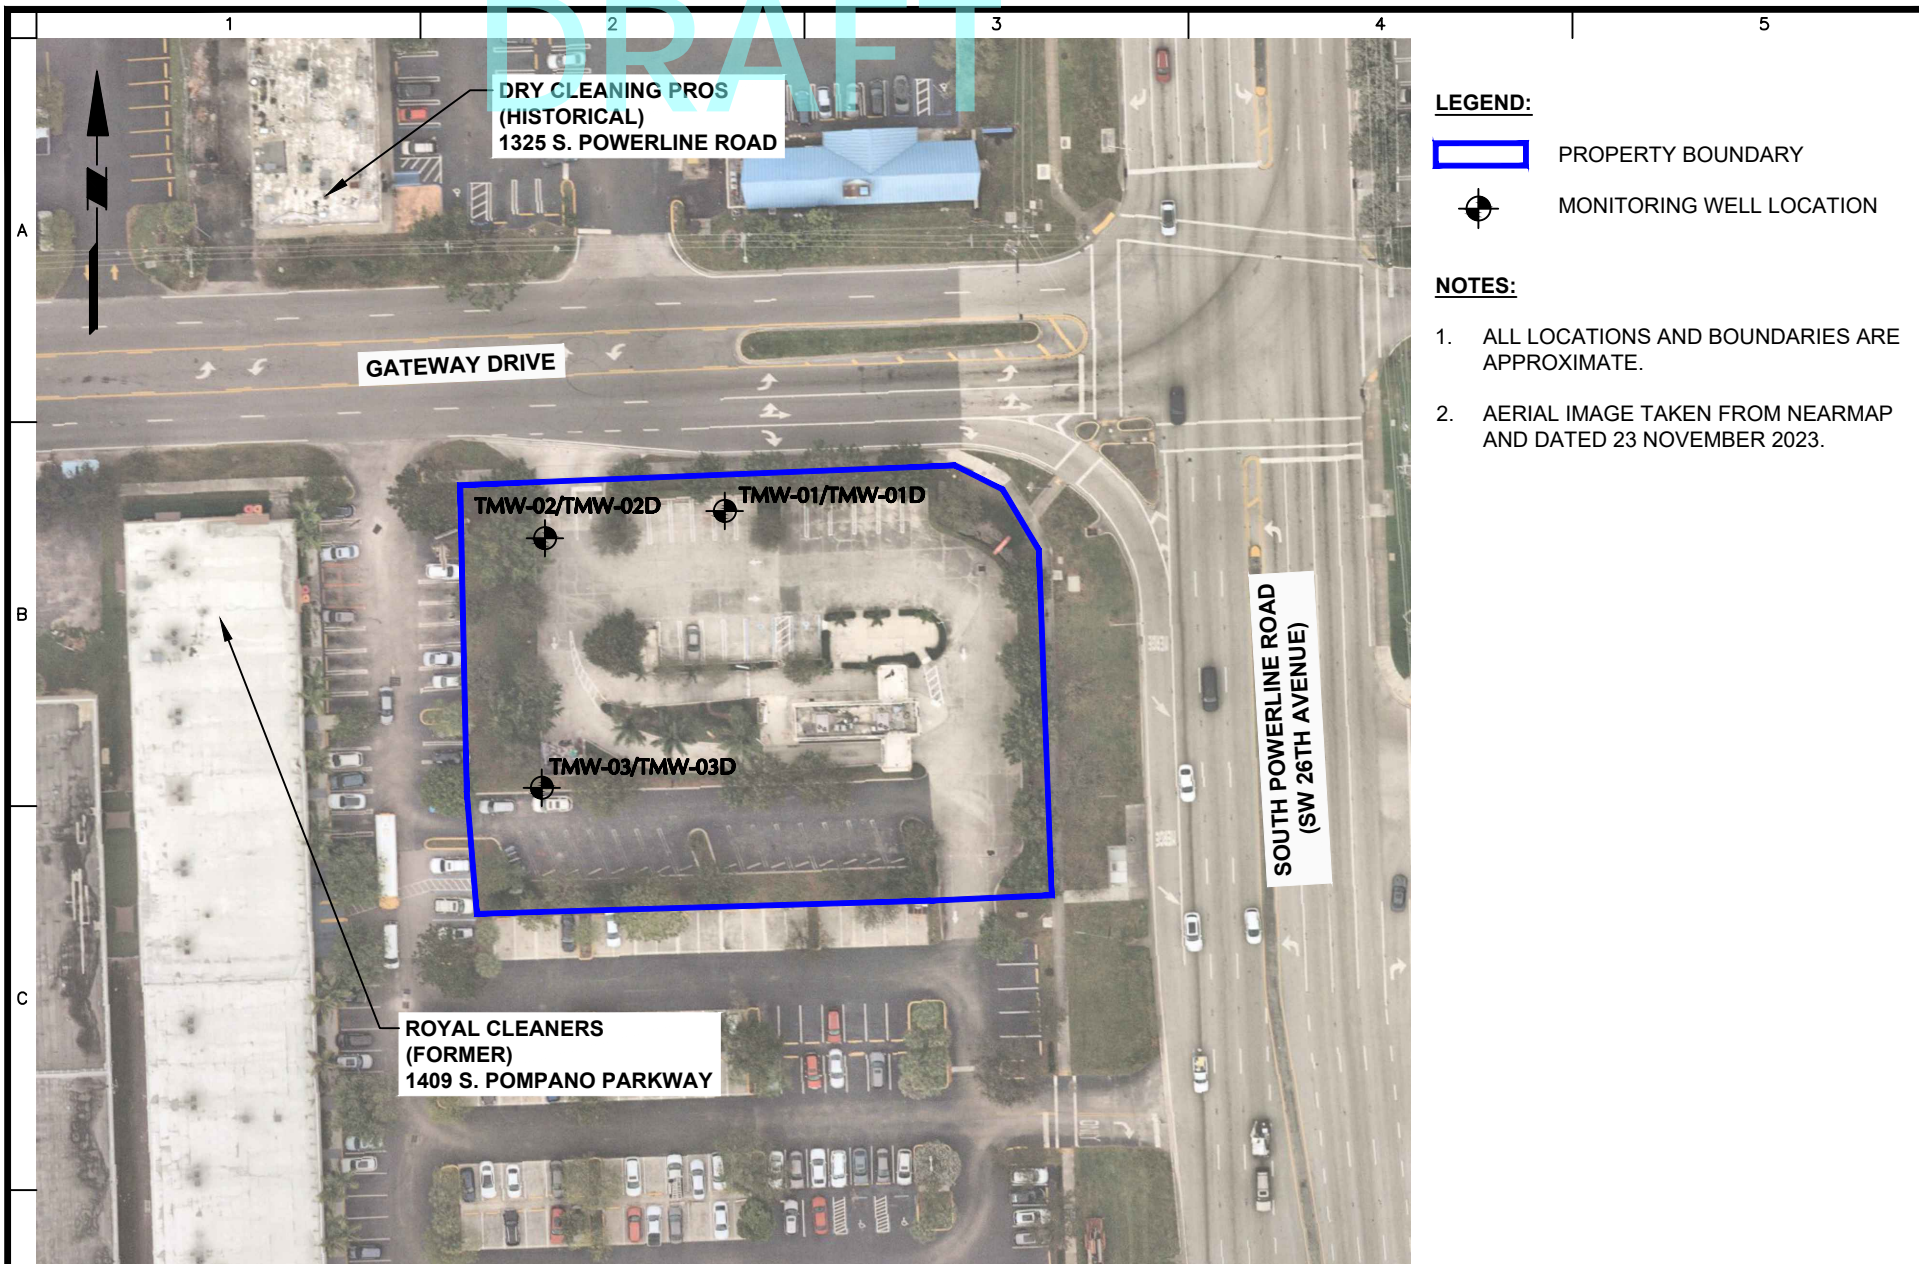 DRAFT
1 2 3 4 5
A
B
C
DRY CLEANING PROS
(HISTORICAL)
1325 S. POWERLINE ROAD
GATEWAY DRIVE
TMW-02/TMW-02D
TMW-01/TMW-01D
TMW-03/TMW-03D
SOUTH POWERLINE ROAD
(SW 26TH AVENUE)
ROYAL CLEANERS
(FORMER)
1409 S. POMPANO PARKWAY
LEGEND:
PROPERTY BOUNDARY
MONITORING WELL LOCATION
NOTES:
1. ALL LOCATIONS AND BOUNDARIES ARE
APPROXIMATE.
2. AERIAL IMAGE TAKEN FROM NEARMAP
AND DATED 23 NOVEMBER 2023.